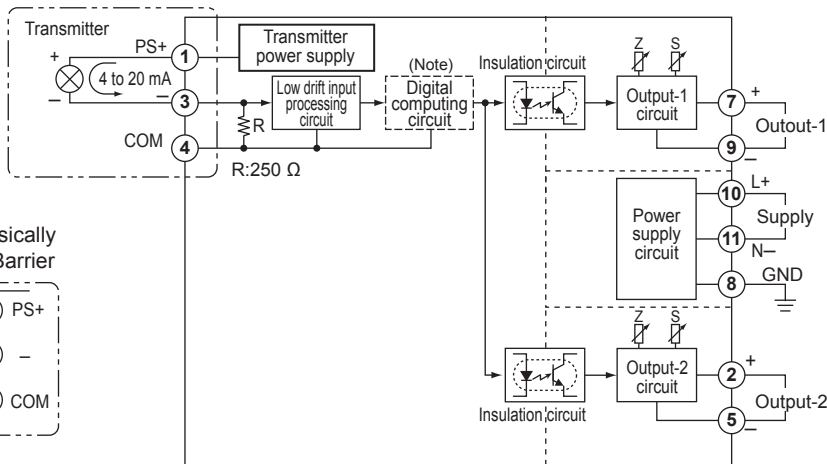 Transmitter
PS+
+
4 to 20 mA
–
COM
1
3
4
Transmitter
power supply
Low drift input
processing
circuit
R
R:250 Ω
(Note)
Digital
computing
circuit
Insulation circuit
Z S
Output-1
circuit
7
+
Outout-1
9
–
10
L+
Power
supply
circuit
Supply
11
N–
8
GND
Z S
Output-2
circuit
2
+
Output-2
5
–
Insulation circuit
Barrier
PS+
–
COM